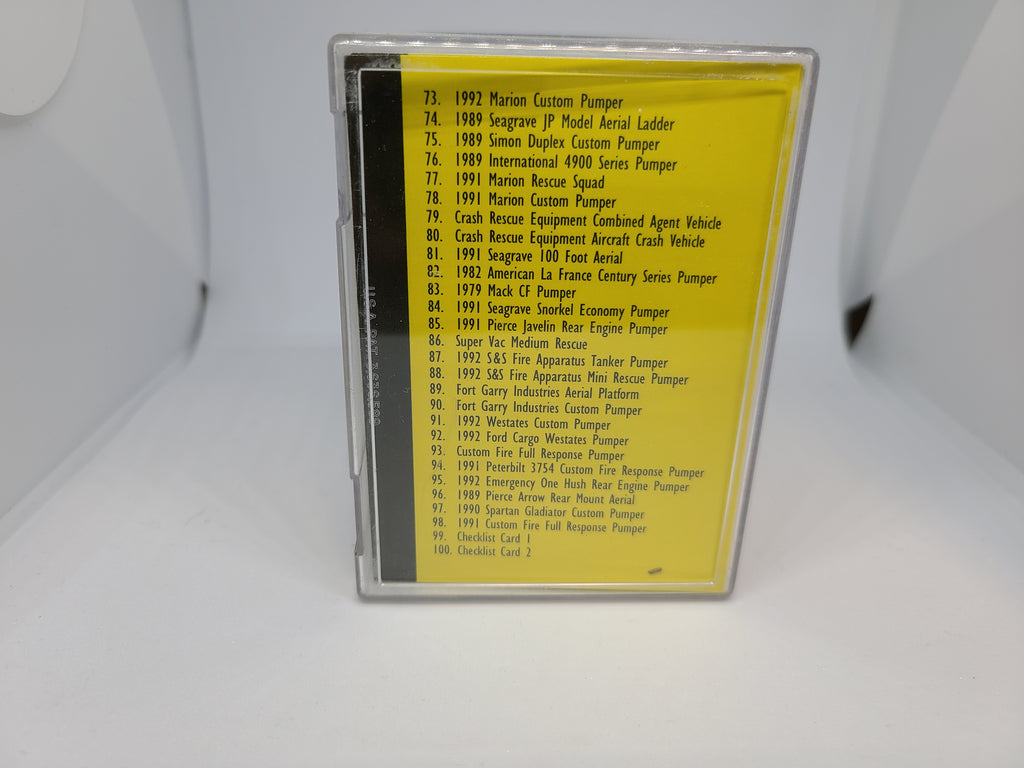 73. 1992 Marion Custom Pumper
74. 1989 Seagrave JP Model Aerial Ladder
75. 1989 Simon Duplex Custom Pumper
76. 1989 International 4900 Series Pumper
77. 1991 Marion Rescue Squad
78. 1991 Marion Custom Pumper
79. Crash Rescue Equipment Combined Agent Vehicle
80. Crash Rescue Equipment Aircraft Crash Vehicle
81. 1991 Seagrave 100 Foot Aerial
82. 1982 American La France Century Series Pumper
83. 1979 Mack CF Pumper
84. 1991 Seagrave Snorkel Economy Pumper
85. 1991 Pierce Javelin Rear Engine Pumper
86. Super Vac Medium Rescue
87. 1992 S&S Fire Apparatus Tanker Pumper
88. 1992 S&S Fire Apparatus Mini Rescue Pumper
89. Fort Garry Industries Aerial Platform
90. Fort Garry Industries Custom Pumper
91. 1992 Westates Custom Pumper
92. 1992 Ford Cargo Westates Pumper
93. Custom Fire Full Response Pumper
94. 1991 Peterbilt 3754 Custom Fire Response Pumper
95. 1992 Emergency One Hush Rear Engine Pumper
96. 1989 Pierce Arrow Rear Mount Aerial
97. 1990 Spartan Gladiator Custom Pumper
98. 1991 Custom Fire Full Response Pumper
99. Checklist Card 1
100. Checklist Card 2